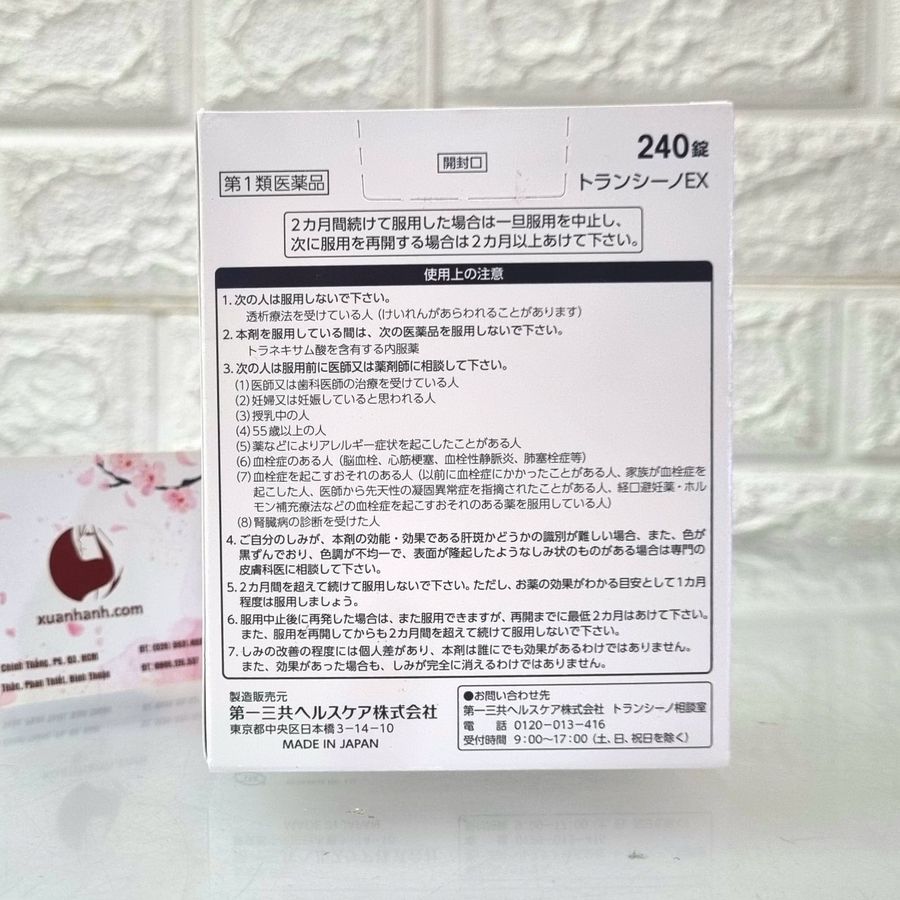 開封口
240錠
第1類医薬品
トランシーノEX
2カ月間続けて服用した場合は一旦服用を中止し、
次に服用を再開する場合は2カ月以上あけて下さい。
使用上の注意
1. 次の人は服用しないで下さい。
透析療法を受けている人(けいれんがあらわれることがあります)
2. 本剤を服用している間は、次の医薬品を服用しないで下さい。
トラネキサム酸を含有する内服薬
3. 次の人は服用前に医師又は薬剤師に相談して下さい。
(1)医師又は歯科医師の治療を受けている人
(2)妊婦又は妊娠していると思われる人
(3)授乳中の人
(4)55歳以上の人
(5)薬などによりアレルギー症状を起こしたことがある人
(6)血栓症のある人(脳血栓、心筋梗塞、血栓性静脈炎、肺塞栓症等)
(7)血栓症を起こすおそれのある人(以前に血栓症にかかったことがある人、家族が血栓症を
起こした人、医師から先天性の凝固異常症を指摘されたことがある人、経口避妊薬・ホル
モン補充療法などの血栓症を起こすおそれのある薬を服用している人)
(8)腎臓病の診断を受けた人
4. ご自分のしみが、本剤の効能・効果である肝斑かどうかの識別が難しい場合、また、色が
黒ずんでおり、色調が不均一で、表面が隆起したようなしみ状のものがある場合は専門の
皮膚科医に相談して下さい。
5. 2カ月間を超えて続けて服用しないで下さい。ただし、お薬の効果がわかる目安として1カ月
程度は服用しましょう。
6. 服用中止後に再発した場合は、また服用できますが、再開までに最低2カ月はあけて下さい。
また、服用を再開してからも2カ月間を超えて続けて服用しないで下さい。
7. しみの改善の程度には個人差があり、本剤は誰にでも効果があるわけではありません。
また、効果があった場合も、しみが完全に消えるわけではありません。
製造販売元
第一三共ヘルスケア株式会社
東京都中央区日本橋3-14-10
MADE IN JAPAN
●お問い合わせ先
第一三共ヘルスケア株式会社 トランシーノ相談室
電 話 0120-013-416
受付時間 9:00~17:00(土、日、祝日を除く)
xuanhanh.com
Chính Thắng, P9, Q3, HCM
Thắc, Phan Thiết, Bình Thuận